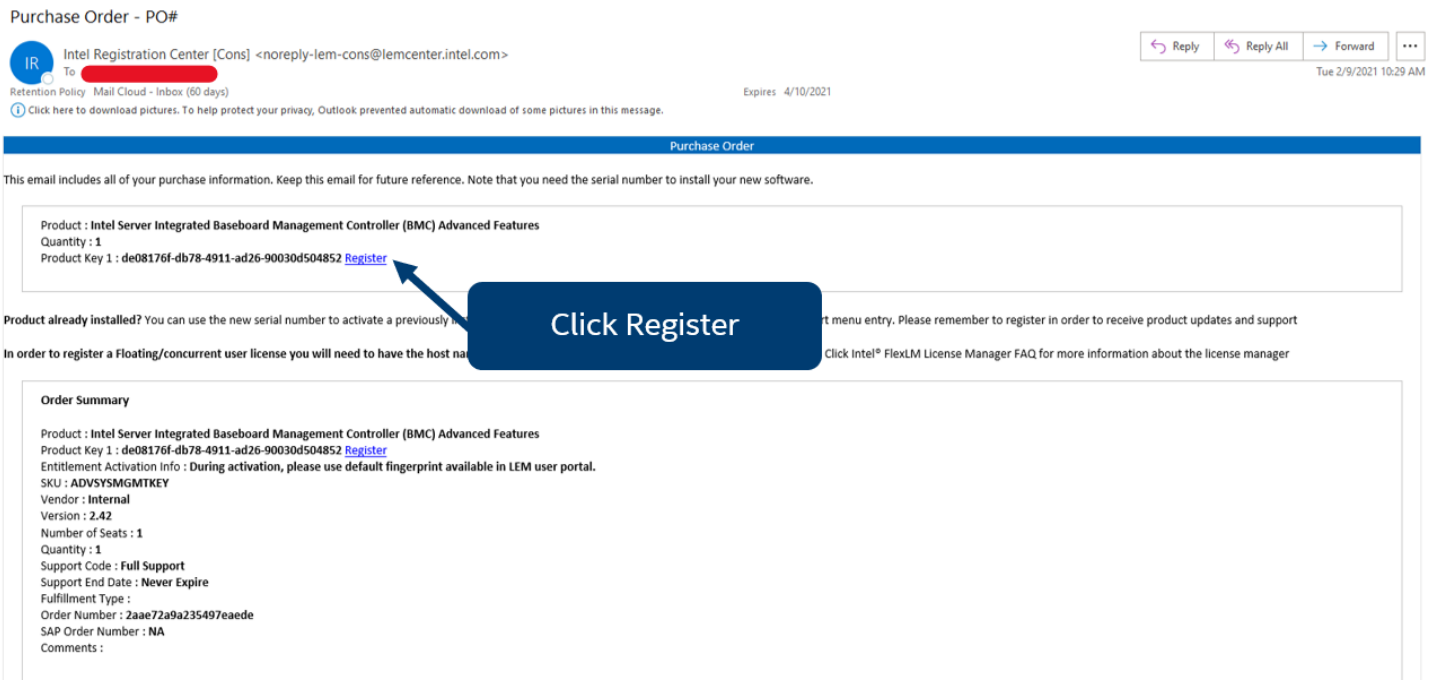 Purchase Order - PO#
IR
Intel Registration Center [Cons] <noreply-lem-cons@lemcenter.intel.com>
To
Reply
Reply All
Forward
...
Tue 2/9/2021 10:29 AM
Retention Policy Mail Cloud - Inbox (60 days)
Expires 4/10/2021
Click here to download pictures. To help protect your privacy, Outlook prevented automatic download of some pictures in this message.
Purchase Order
This email includes all of your purchase information. Keep this email for future reference. Note that you need the serial number to install your new software.
Product : Intel Server Integrated Baseboard Management Controller (BMC) Advanced Features
Quantity : 1
Product Key 1 : de08176f-db78-4911-ad26-90030d504852 Register
Click Register
Product already installed? You can use the new serial number to activate a previously menu entry. Please remember to register in order to receive product updates and support
In order to register a Floating/concurrent user license you will need to have the host Click Intel® FlexLM License Manager FAQ for more information about the license manager
Order Summary
Product : Intel Server Integrated Baseboard Management Controller (BMC) Advanced Features
Product Key 1 : de08176f-db78-4911-ad26-90030d504852 Register
Entitlement Activation Info : During activation, please use default fingerprint available in LEM user portal.
SKU : ADVSYSMGMTKEY
Vendor : Internal
Version : 2.42
Number of Seats : 1
Quantity : 1
Support Code : Full Support
Support End Date : Never Expire
Fulfillment Type :
Order Number : 2aae72a9a235497eaede
SAP Order Number : NA
Comments :